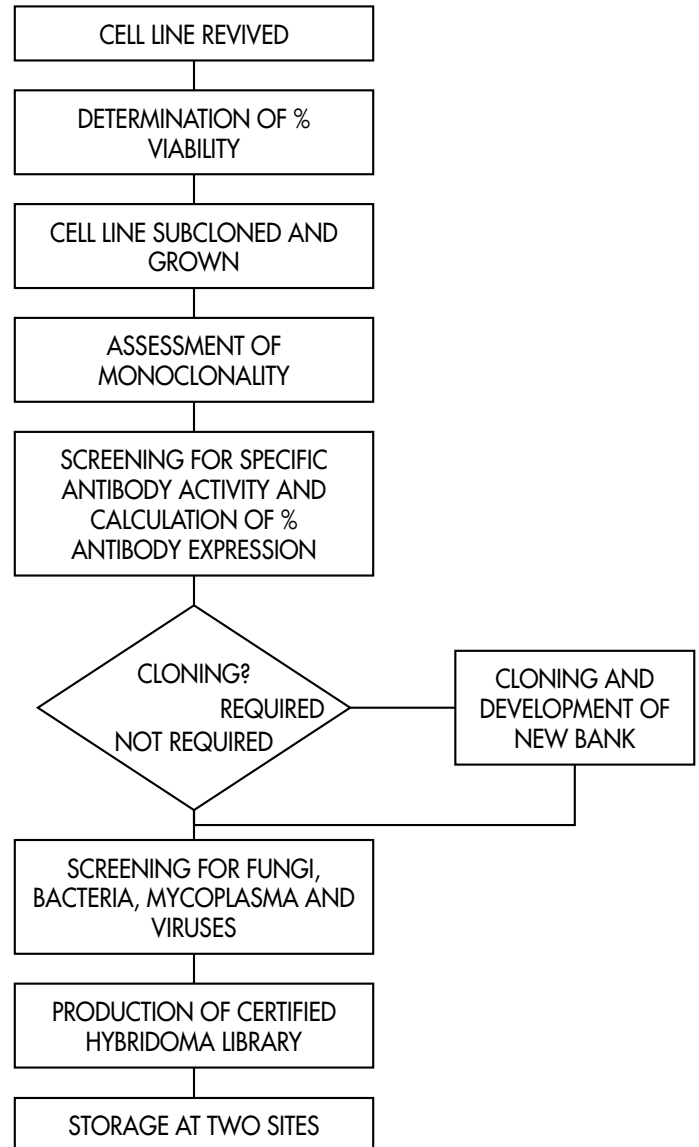 CELL LINE REVIVED
DETERMINATION OF %
VIABILITY
CELL LINE SUBCLONED AND
GROWN
ASSESSMENT OF
MONOCLONALITY
SCREENING FOR SPECIFIC
ANTIBODY ACTIVITY AND
CALCULATION OF %
ANTIBODY EXPRESSION
CLONING?
REQUIRED
NOT REQUIRED
CLONING AND
DEVELOPMENT OF
NEW BANK
SCREENING FOR FUNGI,
BACTERIA, MYCOPLASMA AND
VIRUSES
PRODUCTION OF CERTIFIED
HYBRIDOMA LIBRARY
STORAGE AT TWO SITES